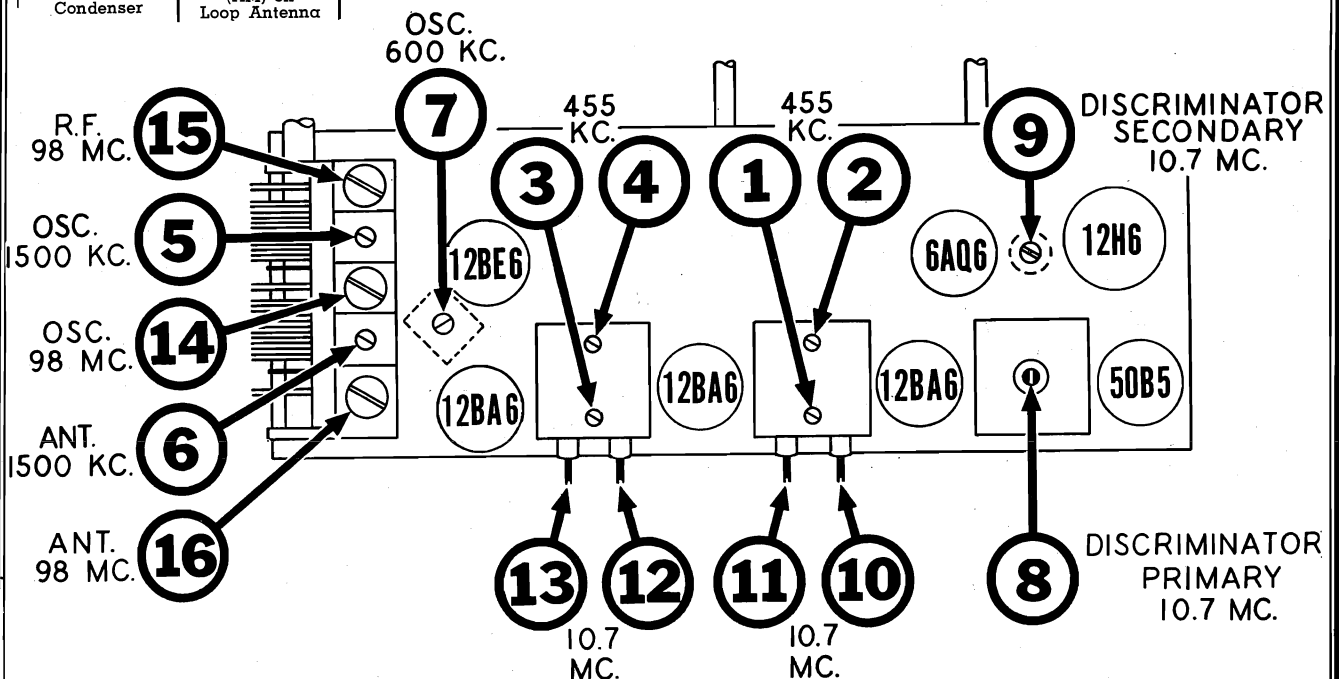 Condenser
Loop Antenna
OSC.
600 KC.
7
455
KC.
455
KC.
9
DISCRIMINATOR
SECONDARY
10.7 MC.
R.F.
98 MC.
15
3
4
1
2
OSC.
1500 KC.
5
12BE6
6AQ6
12H6
OSC.
98 MC.
14
12BA6
12BA6
12BA6
50B5
ANT.
1500 KC.
6
ANT.
98 MC.
16
13
12
11
10
8
DISCRIMINATOR
PRIMARY
10.7 MC.
10.7
MC.
10.7
MC.